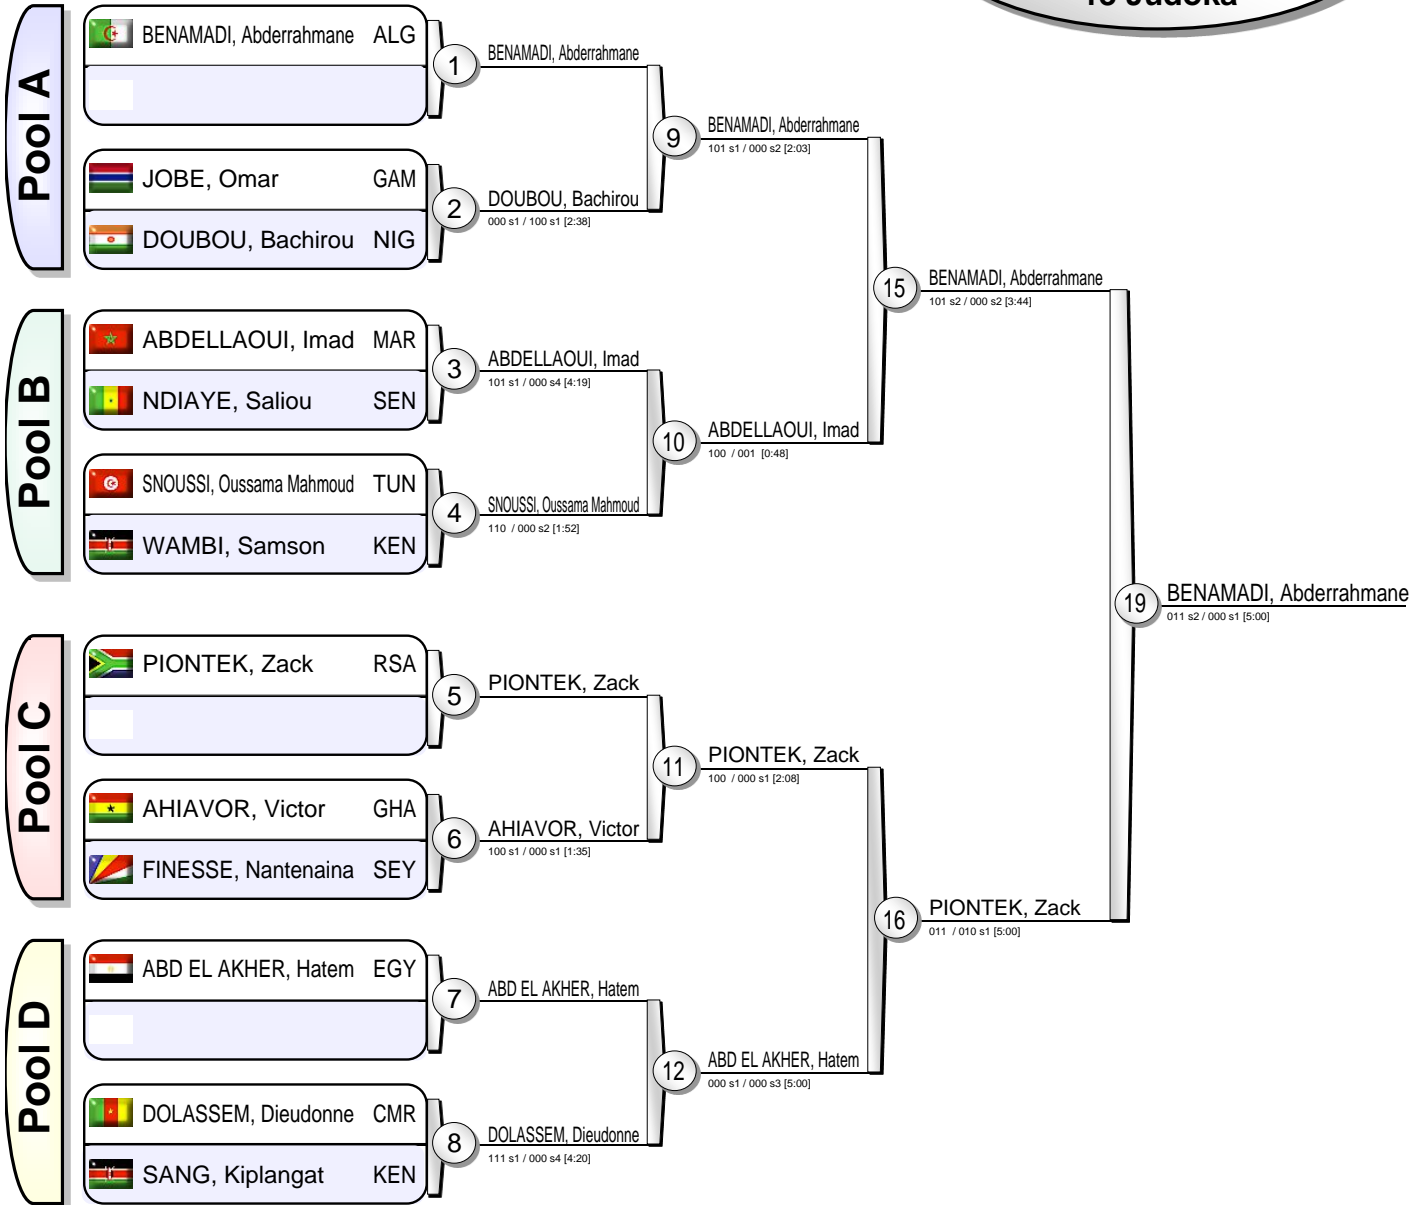 13 Judoka
Pool A
BENAMADI, Abderrahmane ALG
JOBE, Omar GAM
DOUBOU, Bachirou NIG
Pool B
ABDELLAOUI, Imad MAR
NDIAYE, Saliou SEN
SNOUSSI, Oussama Mahmoud TUN
WAMBI, Samson KEN
Pool C
PIONTEK, Zack RSA
AHIAVOR, Victor GHA
FINESSE, Nantenaina SEY
Pool D
ABD EL AKHER, Hatem EGY
DOLASSEM, Dieudonne CMR
SANG, Kiplangat KEN
1
BENAMADI, Abderrahmane
2
DOUBOU, Bachirou
000 s1 / 100 s1 [2:38]
3
ABDELLAOUI, Imad
101 s1 / 000 s4 [4:19]
4
SNOUSSI, Oussama Mahmoud
110 / 000 s2 [1:52]
5
PIONTEK, Zack
6
AHIAVOR, Victor
100 s1 / 000 s1 [1:35]
7
ABD EL AKHER, Hatem
8
DOLASSEM, Dieudonne
111 s1 / 000 s4 [4:20]
9
BENAMADI, Abderrahmane
101 s1 / 000 s2 [2:03]
10
ABDELLAOUI, Imad
100 / 001 [0:48]
11
PIONTEK, Zack
100 / 000 s1 [2:08]
12
ABD EL AKHER, Hatem
000 s1 / 000 s3 [5:00]
15
BENAMADI, Abderrahmane
101 s2 / 000 s2 [3:44]
16
PIONTEK, Zack
011 / 010 s1 [5:00]
19
BENAMADI, Abderrahmane
011 s2 / 000 s1 [5:00]